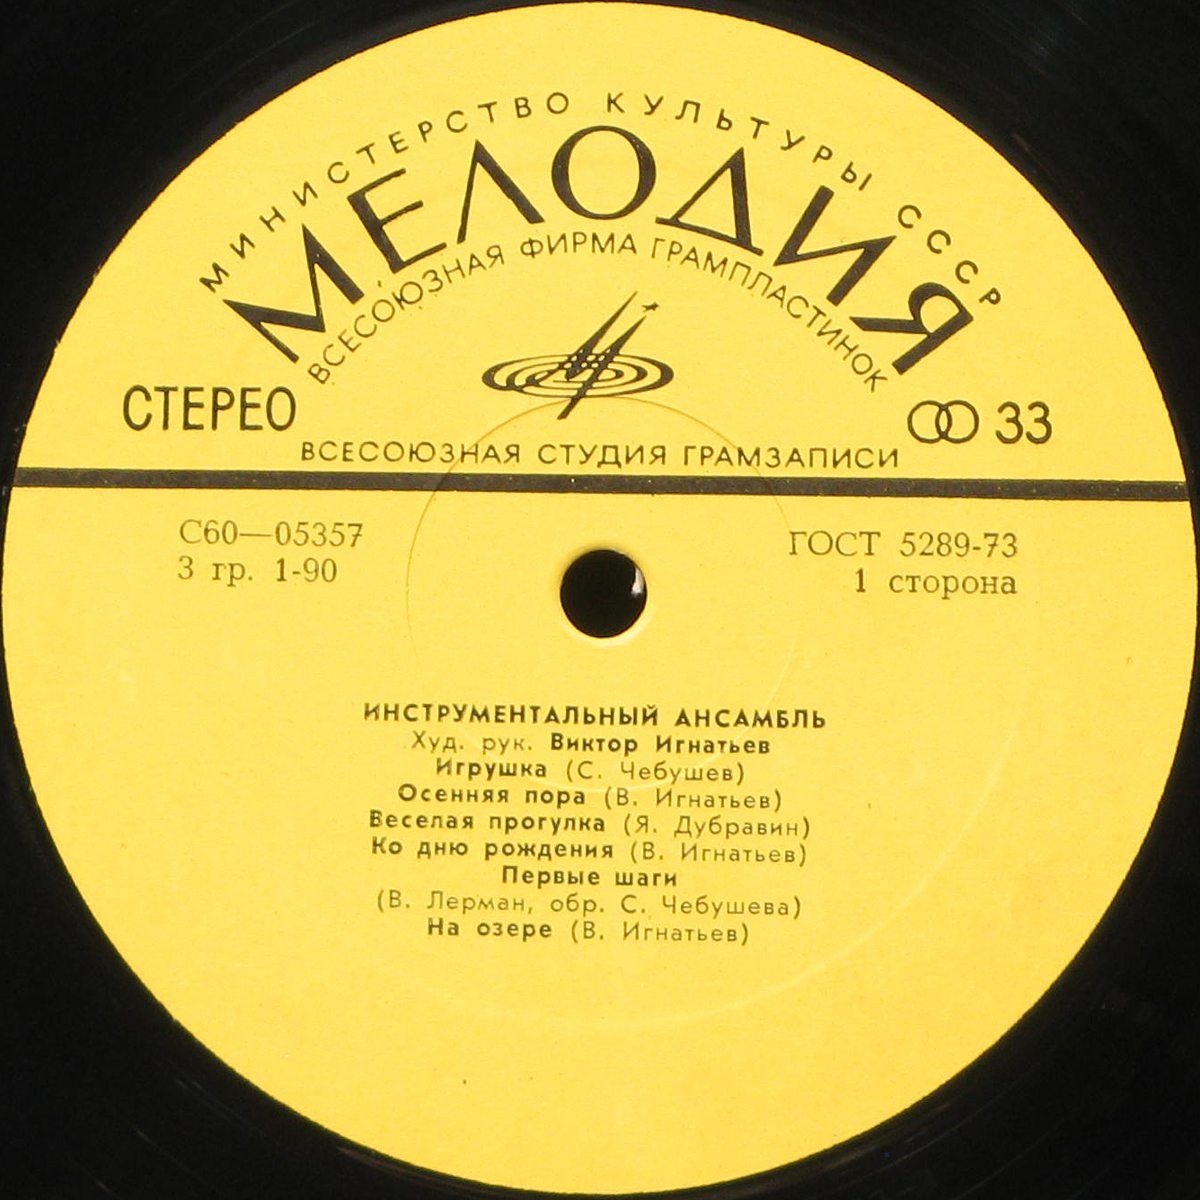 МИНИСТЕРСТВО КУЛЬТУРЫ СССР
МЕЛОДИЯ
ВСЕСОЮЗНАЯ ФИРМА ГРАМПЛАСТИНОК
СТЕРЕО
33
ВСЕСОЮЗНАЯ СТУДИЯ ГРАМЗАПИСИ
С60—05357
ГОСТ 5289-73
3 гр. 1-90
1 сторона
ИНСТРУМЕНТАЛЬНЫЙ АНСАМБЛЬ
Худ. рук. Виктор Игнатьев
Игрушка (С. Чебушев)
Осенняя пора (В. Игнатьев)
Веселая прогулка (Я. Дубравин)
Ко дню рождения (В. Игнатьев)
Первые шаги
(В. Лерман, обр. С. Чебушева)
На озере (В. Игнатьев)